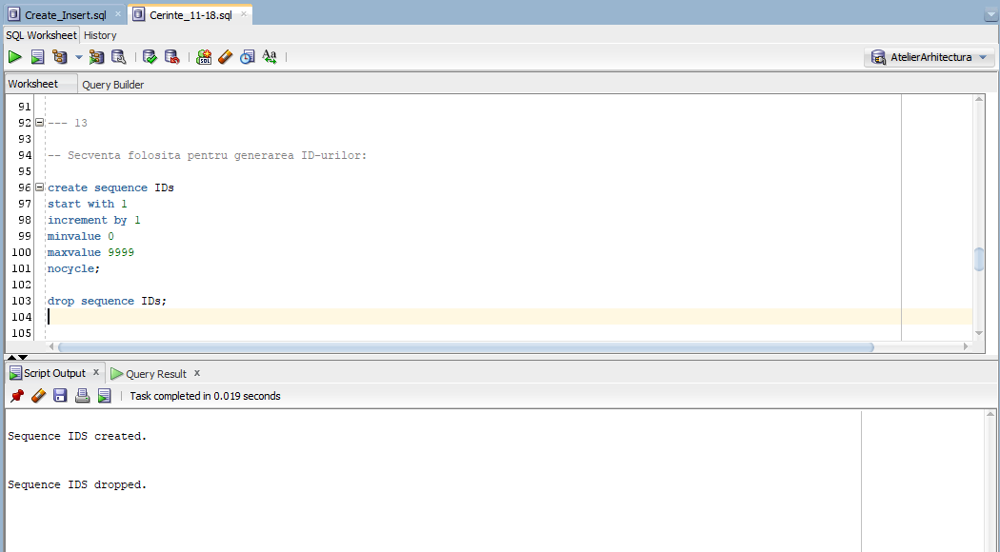 Create_Insert.sql × Cerinte_11-18.sql ×
SQL Worksheet History
SQL Aa AtelierArhitectura
Worksheet Query Builder
91
92 --- 13
93
94 -- Secventa folosita pentru generarea ID-urilor:
95
96 create sequence IDs
97 start with 1
98 increment by 1
99 minvalue 0
100 maxvalue 9999
101 nocycle;
102
103 drop sequence IDs;
104
105
Script Output x Query Result x
Task completed in 0.019 seconds
Sequence IDS created.
Sequence IDS dropped.